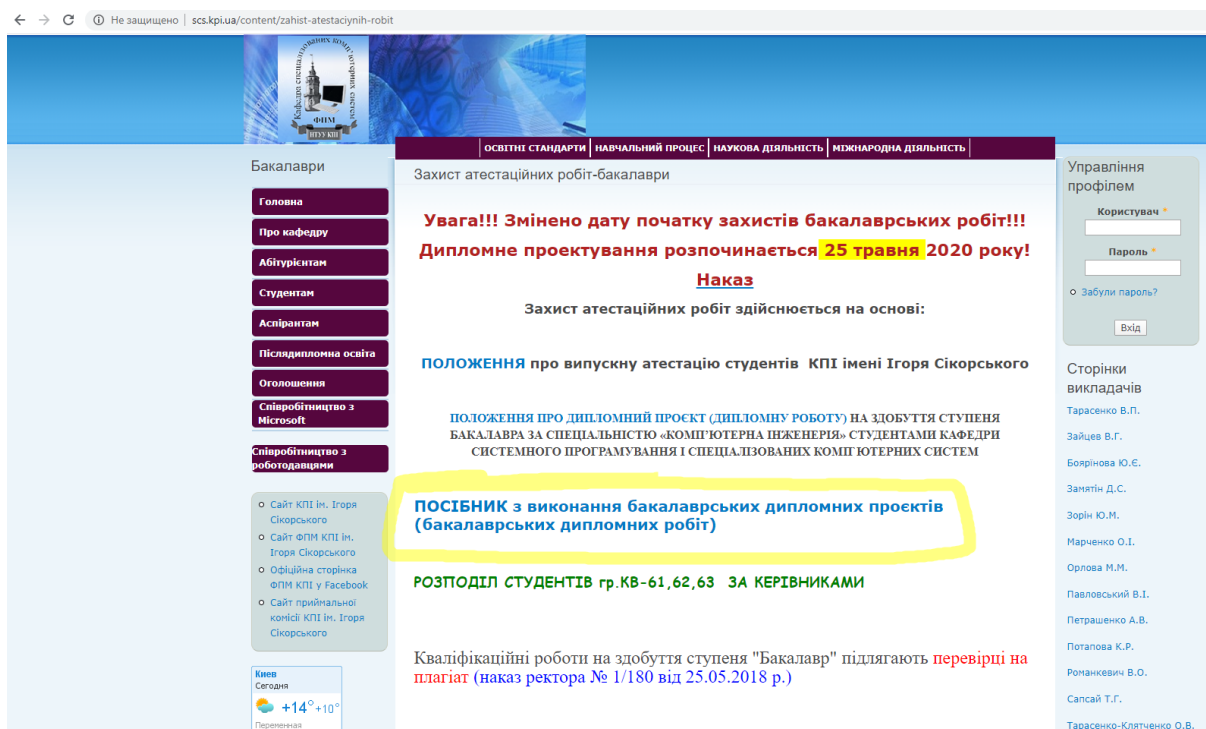 Не защищено | scs.kpi.ua/content/zahist-atestaciynih-robit
Кафедра спеціалізованих комп'ютерних систем
ФПМ
НТУУ КПІ
ОСВІТНІ СТАНДАРТИ | НАВЧАЛЬНИЙ ПРОЦЕС | НАУКОВА ДІЯЛЬНІСТЬ | МІЖНАРОДНА ДІЯЛЬНІСТЬ
Бакалаври
Головна
Про кафедру
Абітурієнтам
Студентам
Аспірантам
Післядипломна освіта
Оголошення
Співробітництво з
Microsoft
Співробітництво з
роботодавцями
Сайт КПІ ім. Ігоря
Сікорського
Сайт ФПМ КПІ ім.
Ігоря Сікорського
Офіційна сторінка
ФПМ КПІ у Facebook
Сайт приймальної
комісії КПІ ім. Ігоря
Сікорського
Киев
Сегодня
+14° +10°
Переменная
Захист атестаційних робіт-бакалаври
Увага!!! Змінено дату початку захистів бакалаврських робіт!!!
Дипломне проектування розпочинається 25 травня 2020 року!
Наказ
Захист атестаційних робіт здійснюється на основі:
ПОЛОЖЕННЯ про випускну атестацію студентів КПІ імені Ігоря Сікорського
ПОЛОЖЕННЯ ПРО ДИПЛОМНИЙ ПРОЄКТ (ДИПЛОМНУ РОБОТУ) НА ЗДОБУТТЯ СТУПЕНЯ
БАКАЛАВРА ЗА СПЕЦІАЛЬНІСТЮ «КОМП'ЮТЕРНА ІНЖЕНЕРІЯ» СТУДЕНТАМИ КАФЕДРИ
СИСТЕМНОГО ПРОГРАМУВАННЯ І СПЕЦІАЛІЗОВАНИХ КОМП'ЮТЕРНИХ СИСТЕМ
ПОСІБНИК з виконання бакалаврських дипломних проєктів
(бакалаврських дипломних робіт)
РОЗПОДІЛ СТУДЕНТІВ гр.КВ-61,62,63 ЗА КЕРІВНИКАМИ
Кваліфікаційні роботи на здобуття ступеня "Бакалавр" підлягають перевірці на
плагіат (наказ ректора № 1/180 від 25.05.2018 р.)
Управління
профілем
Користувач *
Пароль *
Забули пароль?
Вхід
Сторінки
викладачів
Тарасенко В.П.
Зайцев В.Г.
Боярінова Ю.Є.
Замятін Д.С.
Зорін Ю.М.
Марченко О.І.
Орлова М.М.
Павловський В.І.
Петрашенко А.В.
Потапова К.Р.
Романкевич В.О.
Сапсай Т.Г.
Тарасенко-Клятченко О.В.